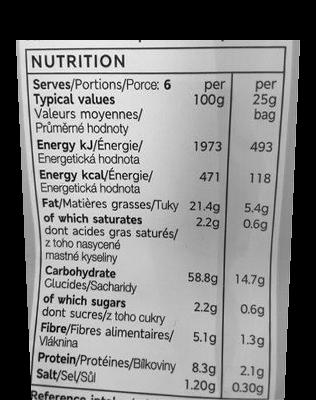 NUTRITION
Serves/Portions/Porce: 6 per per
Typical values 100g 25g
Valeurs moyennes/ bag
Průměrné hodnoty
Energy kJ/Énergie/ 1973 493
Energetická hodnota
Energy kcal/Énergie/ 471 118
Energetická hodnota
Fat/Matières grasses/Tuky 21.4g 5.4g
of which saturates 2.2g 0.6g
dont acides gras saturés/
z toho nasycené
mastné kyseliny
Carbohydrate 58.8g 14.7g
Glucides/Sacharidy
of which sugars 2.2g 0.6g
dont sucres/z toho cukry
Fibre/Fibres alimentaires/ 5.1g 1.3g
Vláknina
Protein/Protéines/Bílkoviny 8.3g 2.1g
Salt/Sel/Sůl 1.20g 0.30g
Reference